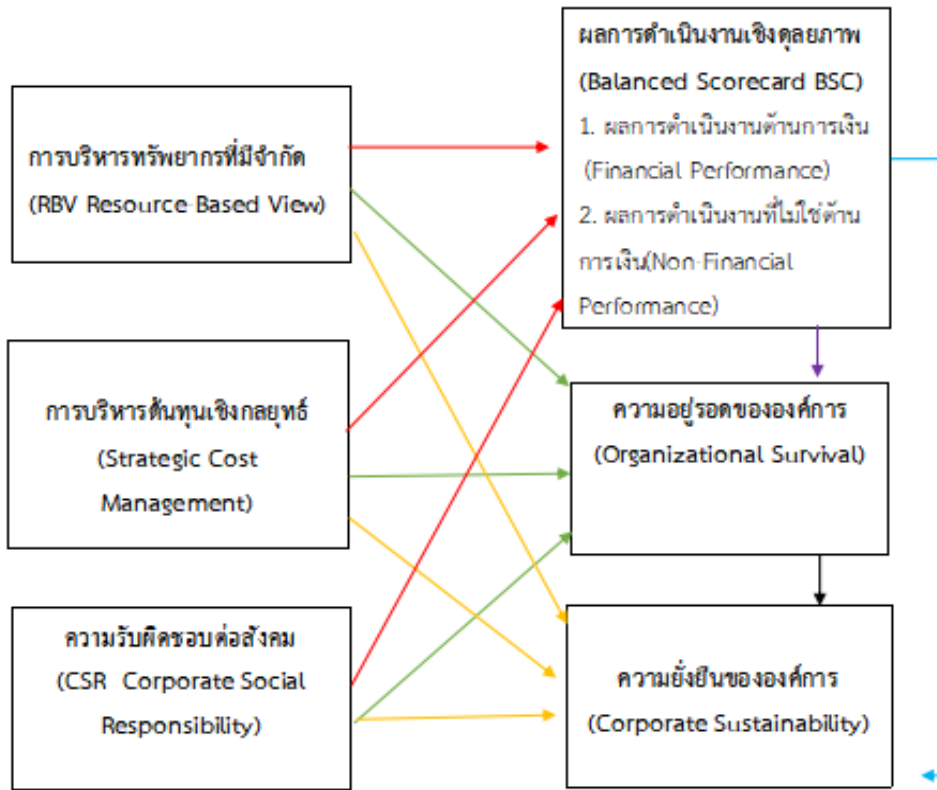 การบริหารทรัพยากรที่มีจำกัด
(RBV Resource-Based View)
การบริหารต้นทุนเชิงกลยุทธ์
(Strategic Cost
Management)
ความรับผิดชอบต่อสังคม
(CSR Corporate Social
Responsibility)
ผลการดำเนินงานเชิงดุลยภาพ
(Balanced Scorecard BSC)
1. ผลการดำเนินงานด้านการเงิน
(Financial Performance)
2. ผลการดำเนินงานที่ไม่ใช่ด้าน
การเงิน(Non-Financial
Performance)
ความอยู่รอดขององค์การ
(Organizational Survival)
ความยั่งยืนขององค์การ
(Corporate Sustainability)